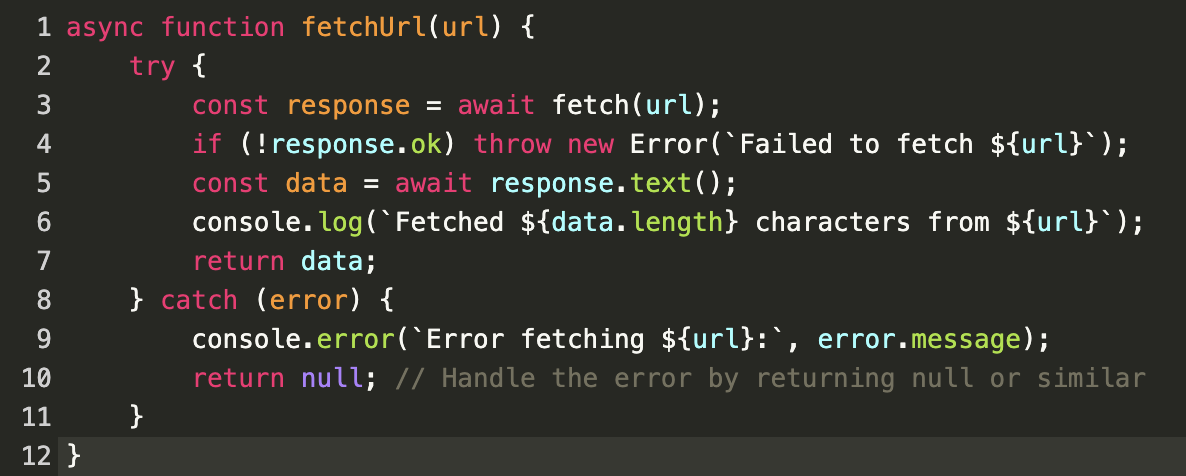 1 async function fetchUrl(url) {
2     try {
3         const response = await fetch(url);
4         if (!response.ok) throw new Error(`Failed to fetch ${url}`);
5         const data = await response.text();
6         console.log(`Fetched ${data.length} characters from ${url}`);
7         return data;
8     } catch (error) {
9         console.error(`Error fetching ${url}:`, error.message);
10         return null; // Handle the error by returning null or similar
11     }
12 }